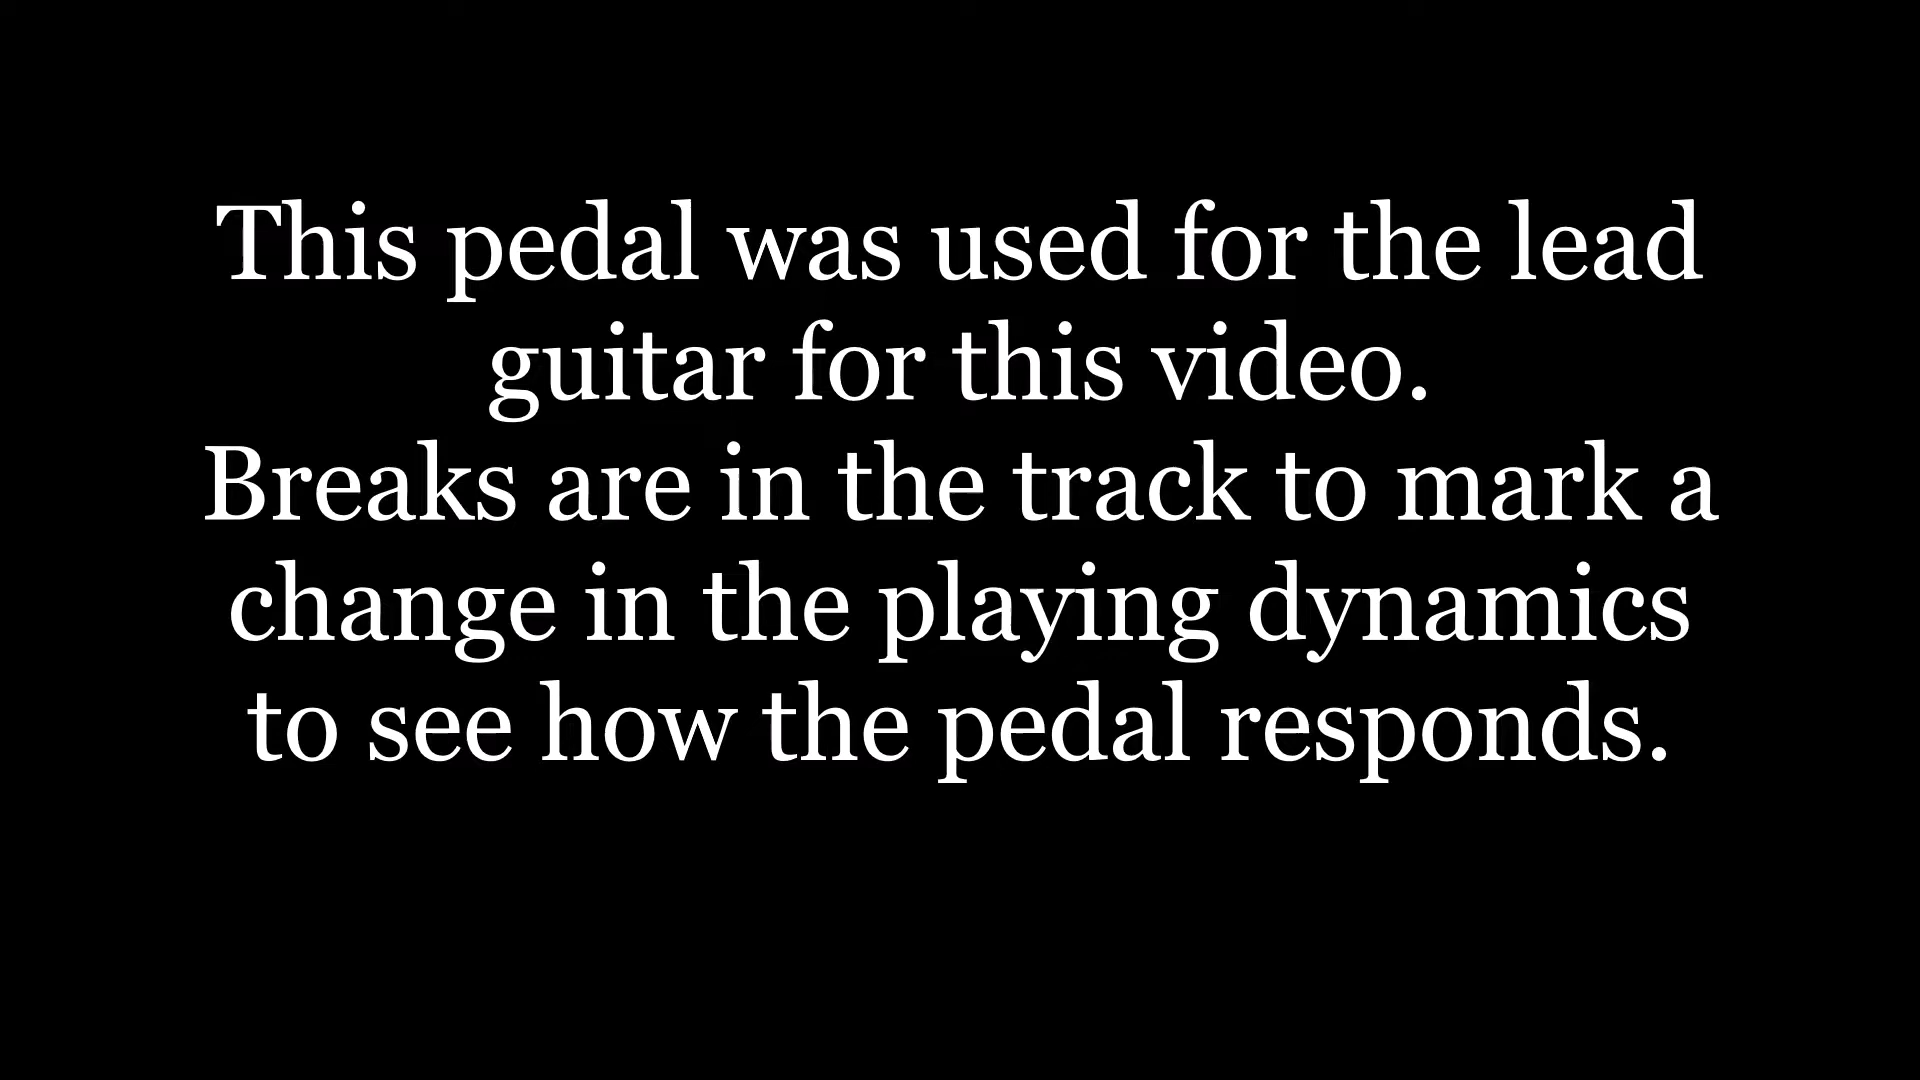 This pedal was used for the lead
guitar for this video.
Breaks are in the track to mark a
change in the playing dynamics
to see how the pedal responds.